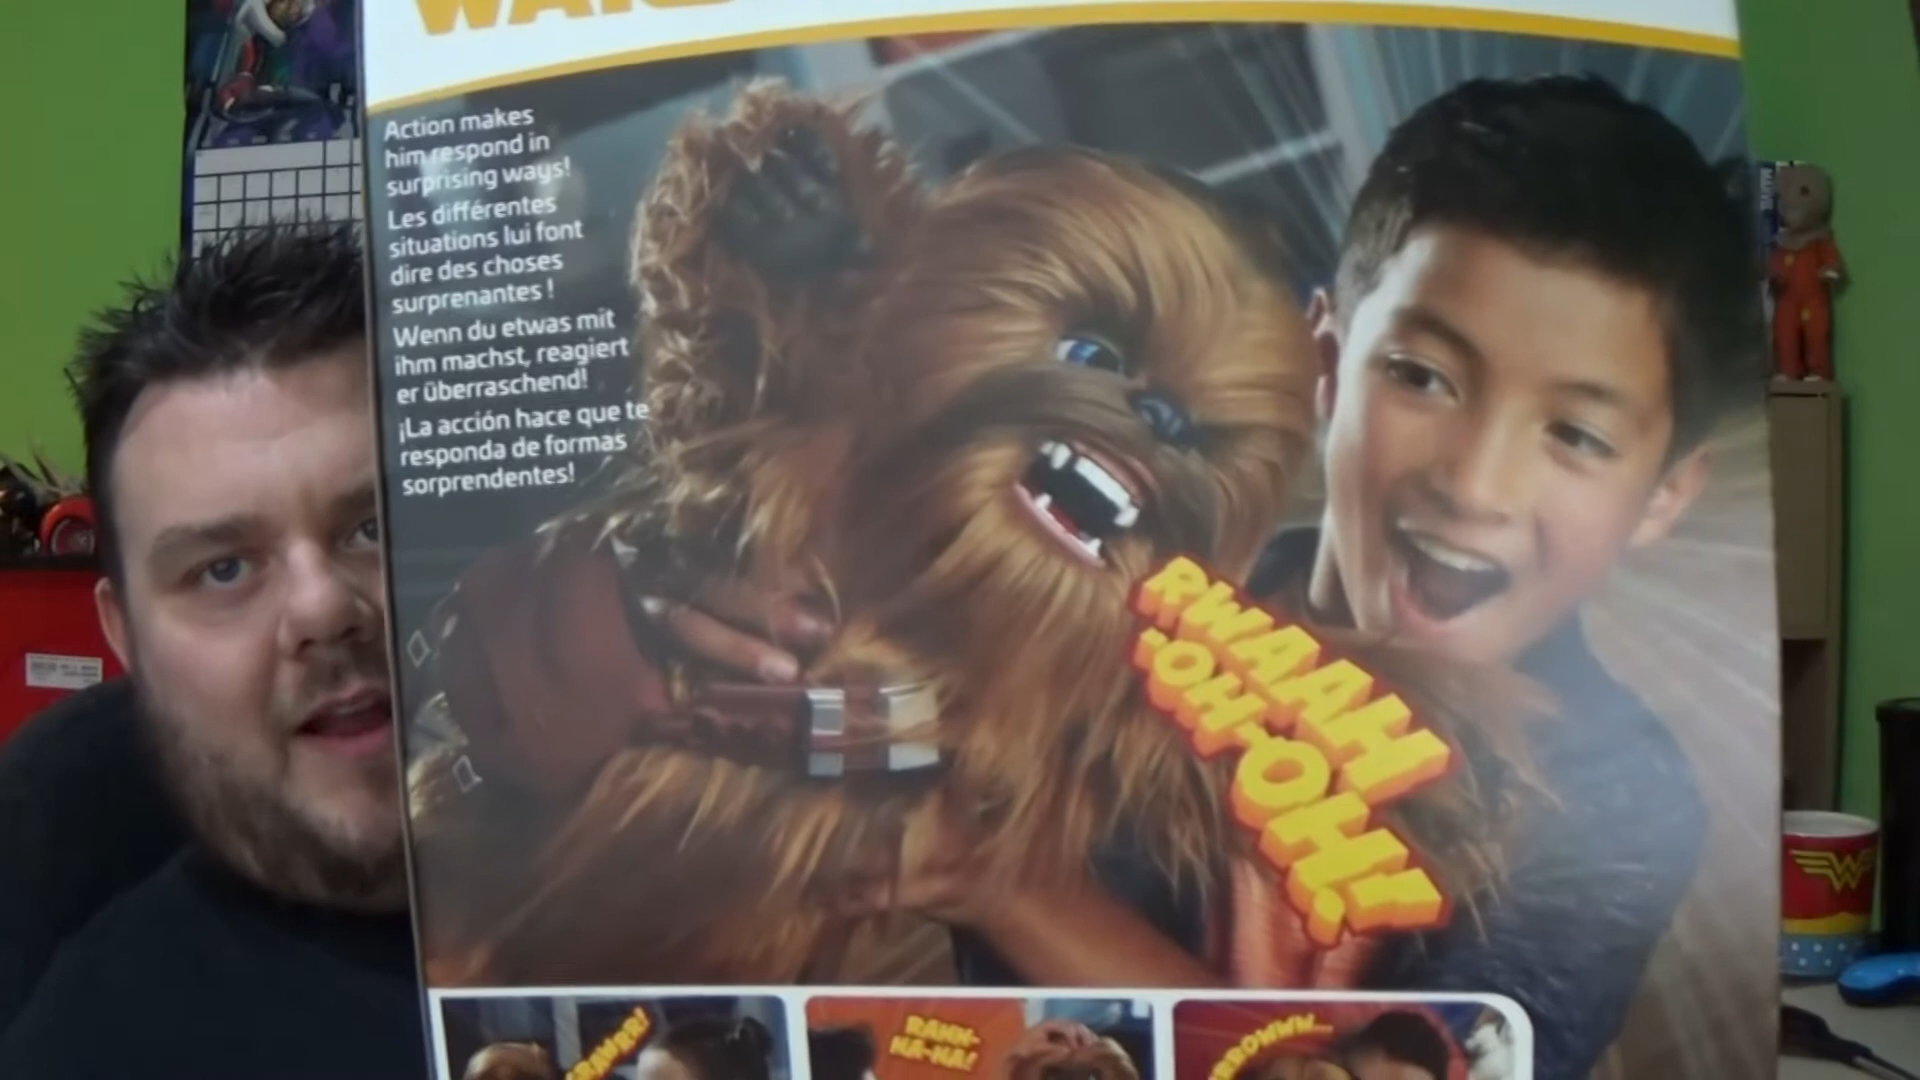 WARS
Action makes
him respond in
surprising ways!
Les différentes
situations lui font
dire des choses
surprenantes !
Wenn du etwas mit
ihm machst, reagiert
er überraschend!
¡La acción hace que te
responda de formas
sorprendentes!
RWAAH
-OH-OH!
RAHH-
HA-HA!